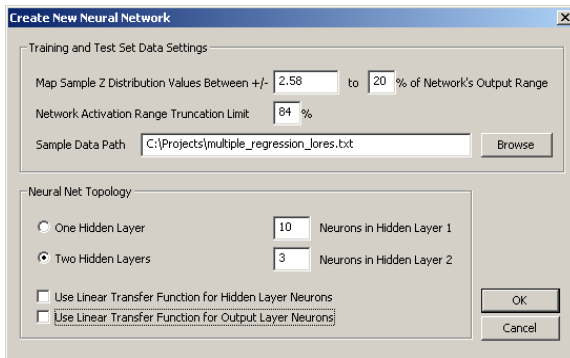 Create New Neural Network
Training and Test Set Data Settings
Map Sample Z Distribution Values Between +/- 2.58 to 20 % of Network's Output Range
Network Activation Range Truncation Limit 84 %
Sample Data Path C:\Projects\multiple_regression_lores.txt Browse
Neural Net Topology
One Hidden Layer 10 Neurons in Hidden Layer 1
Two Hidden Layers 3 Neurons in Hidden Layer 2
Use Linear Transfer Function for Hidden Layer Neurons
Use Linear Transfer Function for Output Layer Neurons
OK
Cancel